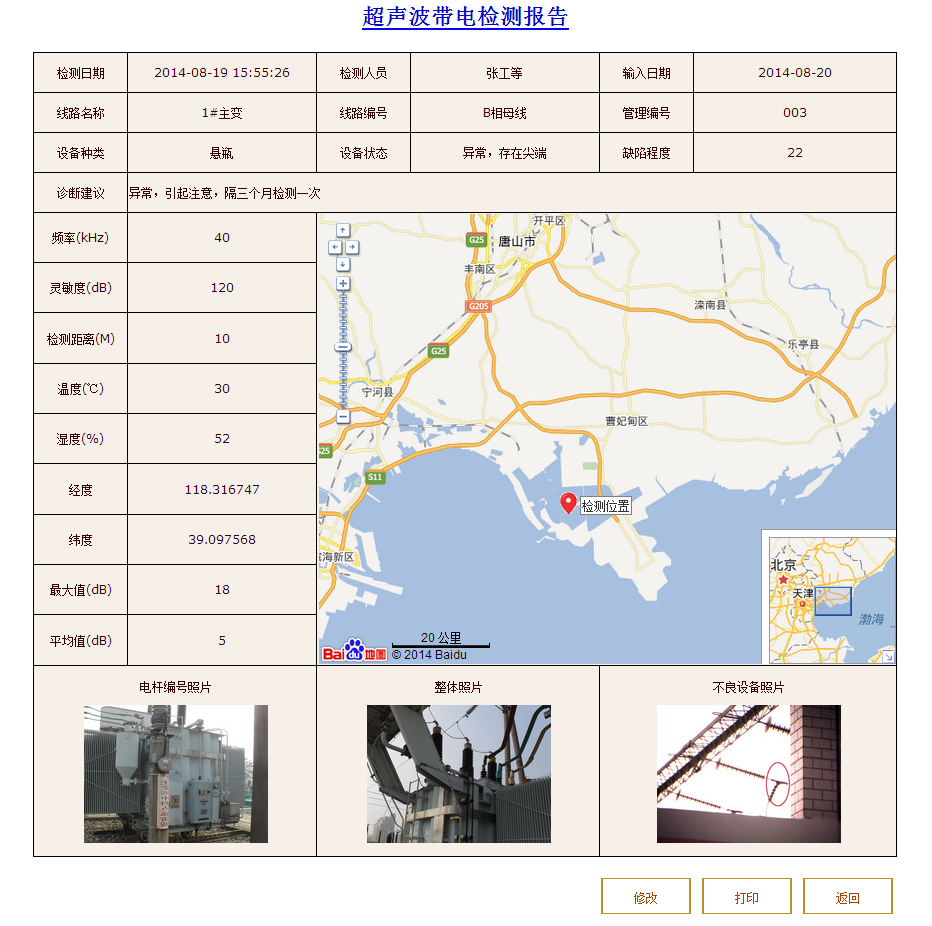 超声波带电检测报告
检测日期 2014-08-19 15:55:26 检测人员 张工等 输入日期 2014-08-20
线路名称 1#主变 线路编号 B相母线 管理编号 003
设备种类 悬瓶 设备状态 异常，存在尖端 缺陷程度 22
诊断建议 异常，引起注意，隔三个月检测一次
频率(kHz) 40
灵敏度(dB) 120
检测距离(M) 10
温度(℃) 30
湿度(%) 52
经度 118.316747
纬度 39.097568
最大值(dB) 18
平均值(dB) 5
开平区
G25 唐山市
丰南区
G205
滦南县
乐亭县
G25
宁河县
曹妃甸区
G25
S11
检测位置
滨海新区
北京
天津
渤海
20 公里
Bai du 地图 © 2014 Baidu
电杆编号照片 整体照片 不良设备照片
修改 打印 返回